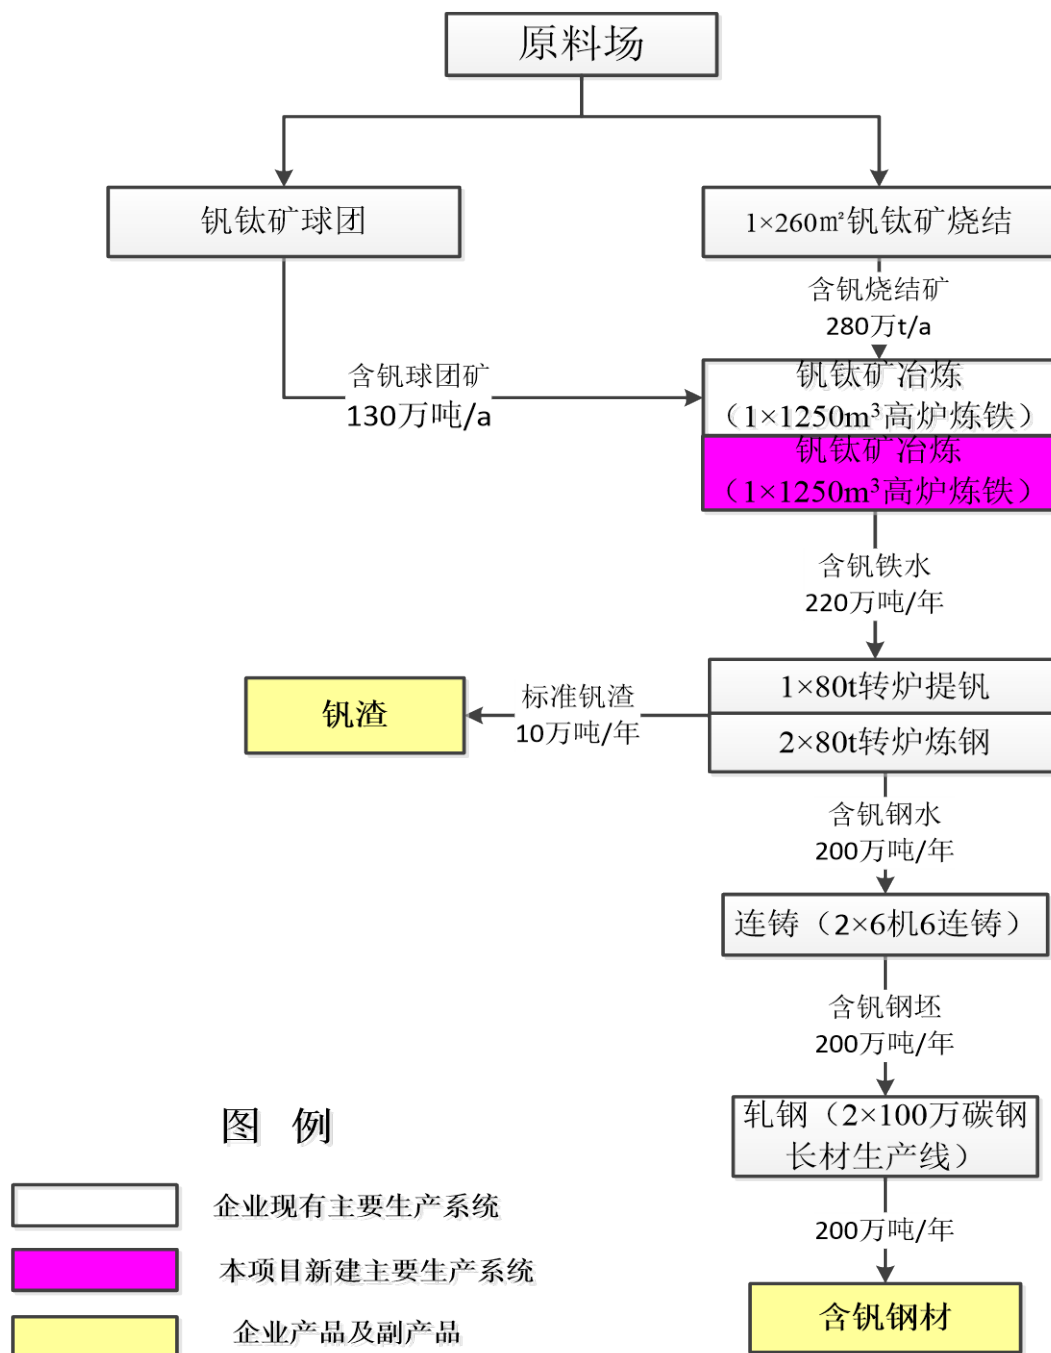 原料场
钒钛矿球团
1×260㎡钒钛矿烧结
含钒烧结矿
280万t/a
含钒球团矿
130万吨/a
钒钛矿冶炼
（1×1250m³高炉炼铁）
钒钛矿冶炼
（1×1250m³高炉炼铁）
含钒铁水
220万吨/年
1×80t转炉提钒
标准钒渣
10万吨/年
钒渣
2×80t转炉炼钢
含钒钢水
200万吨/年
连铸（2×6机6连铸）
含钒钢坯
200万吨/年
轧钢（2×100万碳钢
长材生产线）
200万吨/年
含钒钢材
图 例
企业现有主要生产系统
本项目新建主要生产系统
企业产品及副产品